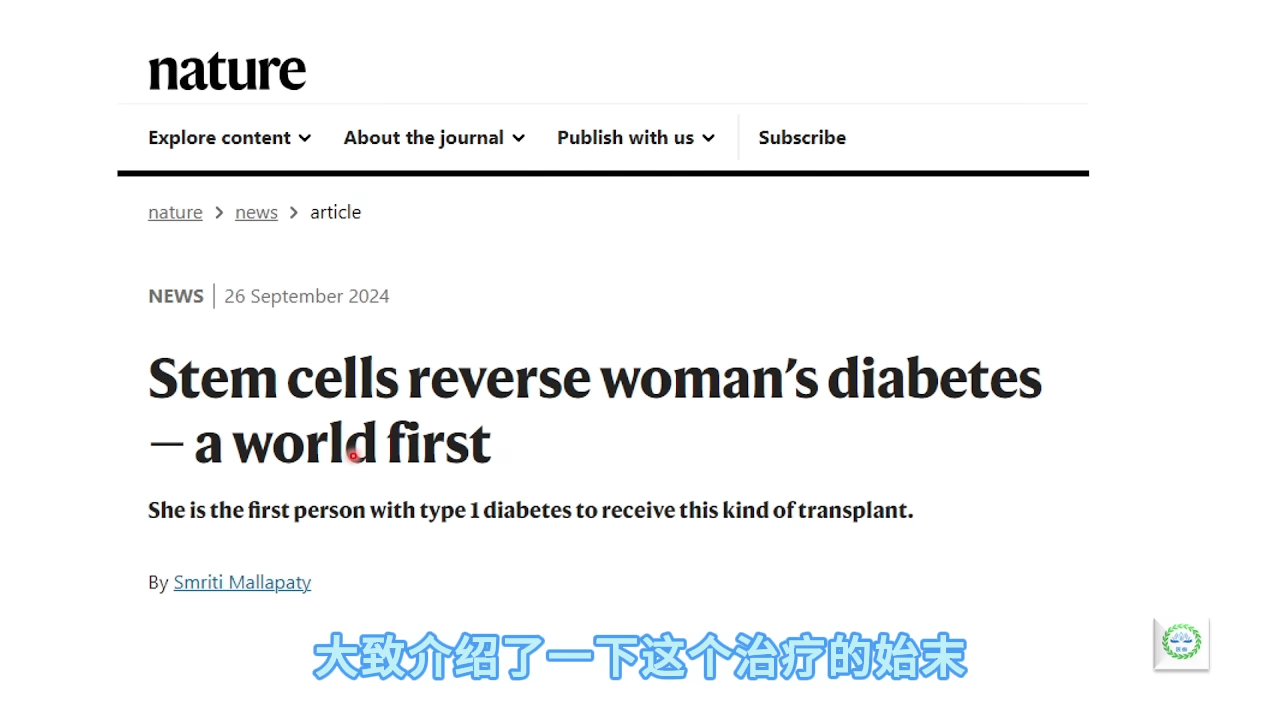 nature
Explore content About the journal Publish with us Subscribe
nature > news > article
NEWS | 26 September 2024
Stem cells reverse woman’s diabetes
— a world first
She is the first person with type 1 diabetes to receive this kind of transplant.
By Smriti Mallapaty
大致介绍了一下这个治疗的始末